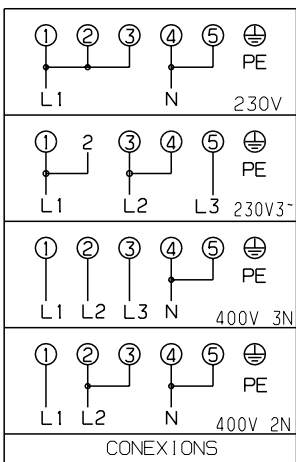 1 2 3 4 5
PE
L1 N 230V
1 2 3 4 5
PE
L1 L2 L3 230V3~
1 2 3 4 5
PE
L1 L2 L3 N 400V 3N
1 2 3 4 5
PE
L1 L2 N 400V 2N
CONEXIONS